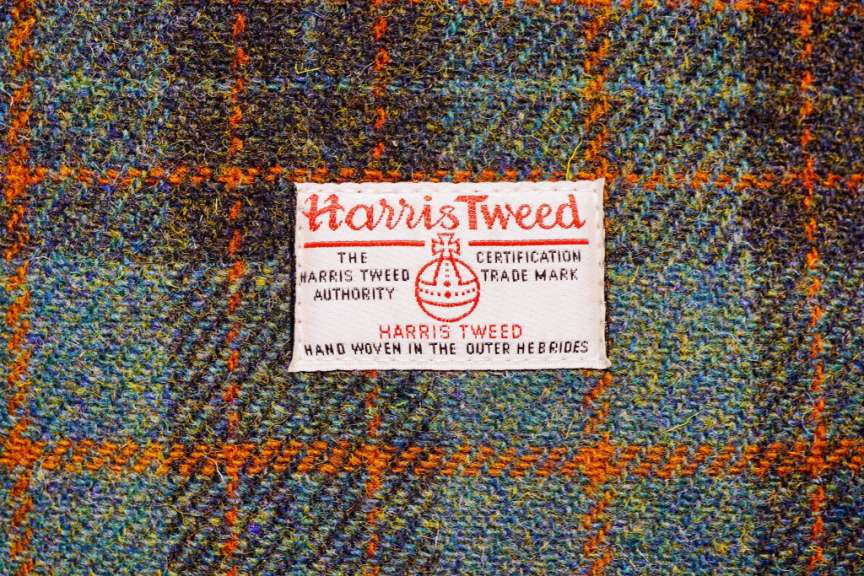 Harris Tweed
THE
HARRIS TWEED
AUTHORITY
CERTIFICATION
TRADE MARK
HARRIS TWEED
HAND WOVEN IN THE OUTER HEBRIDES